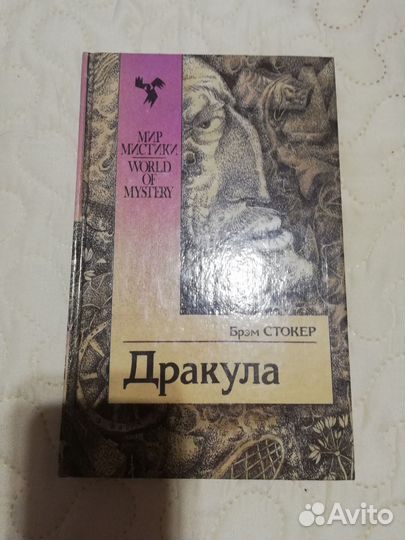 МИР
МИСТИКИ
WORLD
OF
MYSTERY
Брэм СТОКЕР
Дракула
Avito